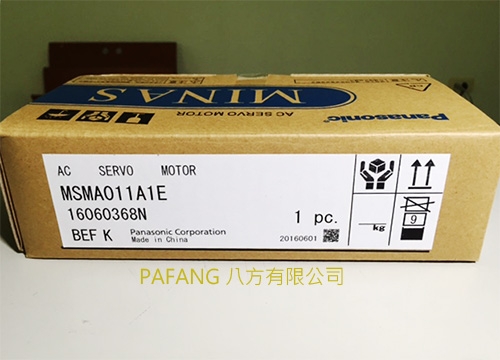 MINAS
AC SERVO MOTOR
Panasonic
AC SERVO MOTOR
MSMA011A1E
16060368N
1 pc.
kg
9
BEF K
Panasonic Corporation
Made in China
20160601
PAFANG 八方有限公司